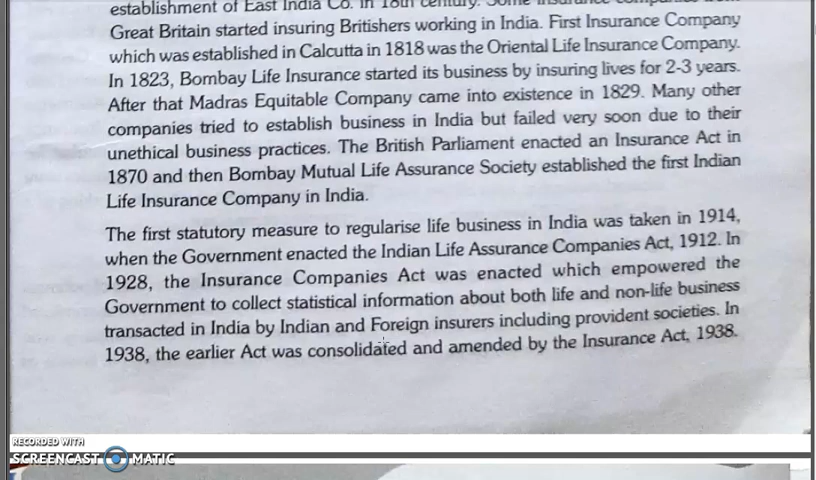 establishment of East India Co. in 18th century. Some insurance companies from
Great Britain started insuring Britishers working in India. First Insurance Company
which was established in Calcutta in 1818 was the Oriental Life Insurance Company.
In 1823, Bombay Life Insurance started its business by insuring lives for 2-3 years.
After that Madras Equitable Company came into existence in 1829. Many other
companies tried to establish business in India but failed very soon due to their
unethical business practices. The British Parliament enacted an Insurance Act in
1870 and then Bombay Mutual Life Assurance Society established the first Indian
Life Insurance Company in India.
The first statutory measure to regularise life business in India was taken in 1914,
when the Government enacted the Indian Life Assurance Companies Act, 1912. In
1928, the Insurance Companies Act was enacted which empowered the
Government to collect statistical information about both life and non-life business
transacted in India by Indian and Foreign insurers including provident societies. In
1938, the earlier Act was consolidated and amended by the Insurance Act, 1938.
RECORDED WITH
SCREENCAST MATIC